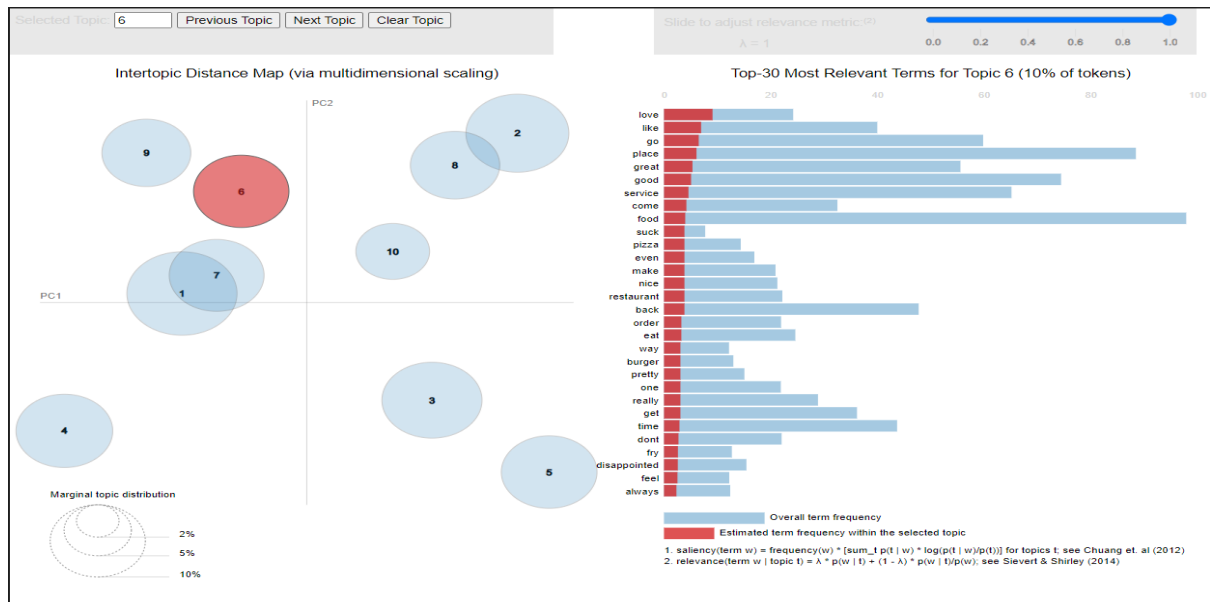 Selected Topic: 6 Previous Topic Next Topic Clear Topic
Slide to adjust relevance metric:(2)
λ = 1
0.0 0.2 0.4 0.6 0.8 1.0
Intertopic Distance Map (via multidimensional scaling)
PC2
PC1
2
9
8
6
10
7
1
3
4
5
Marginal topic distribution
2%
5%
10%
Top-30 Most Relevant Terms for Topic 6 (10% of tokens)
0 20 40 60 80 100
love
like
go
place
great
good
service
come
food
suck
pizza
even
make
nice
restaurant
back
order
eat
way
burger
pretty
one
really
get
time
dont
fry
disappointed
feel
always
Overall term frequency
Estimated term frequency within the selected topic
1. saliency(term w) = frequency(w) * [sum_t p(t | w) * log(p(t | w)/p(t))] for topics t; see Chuang et. al (2012)
2. relevance(term w | topic t) = λ * p(w | t) + (1 - λ) * p(w | t)/p(w); see Sievert & Shirley (2014)